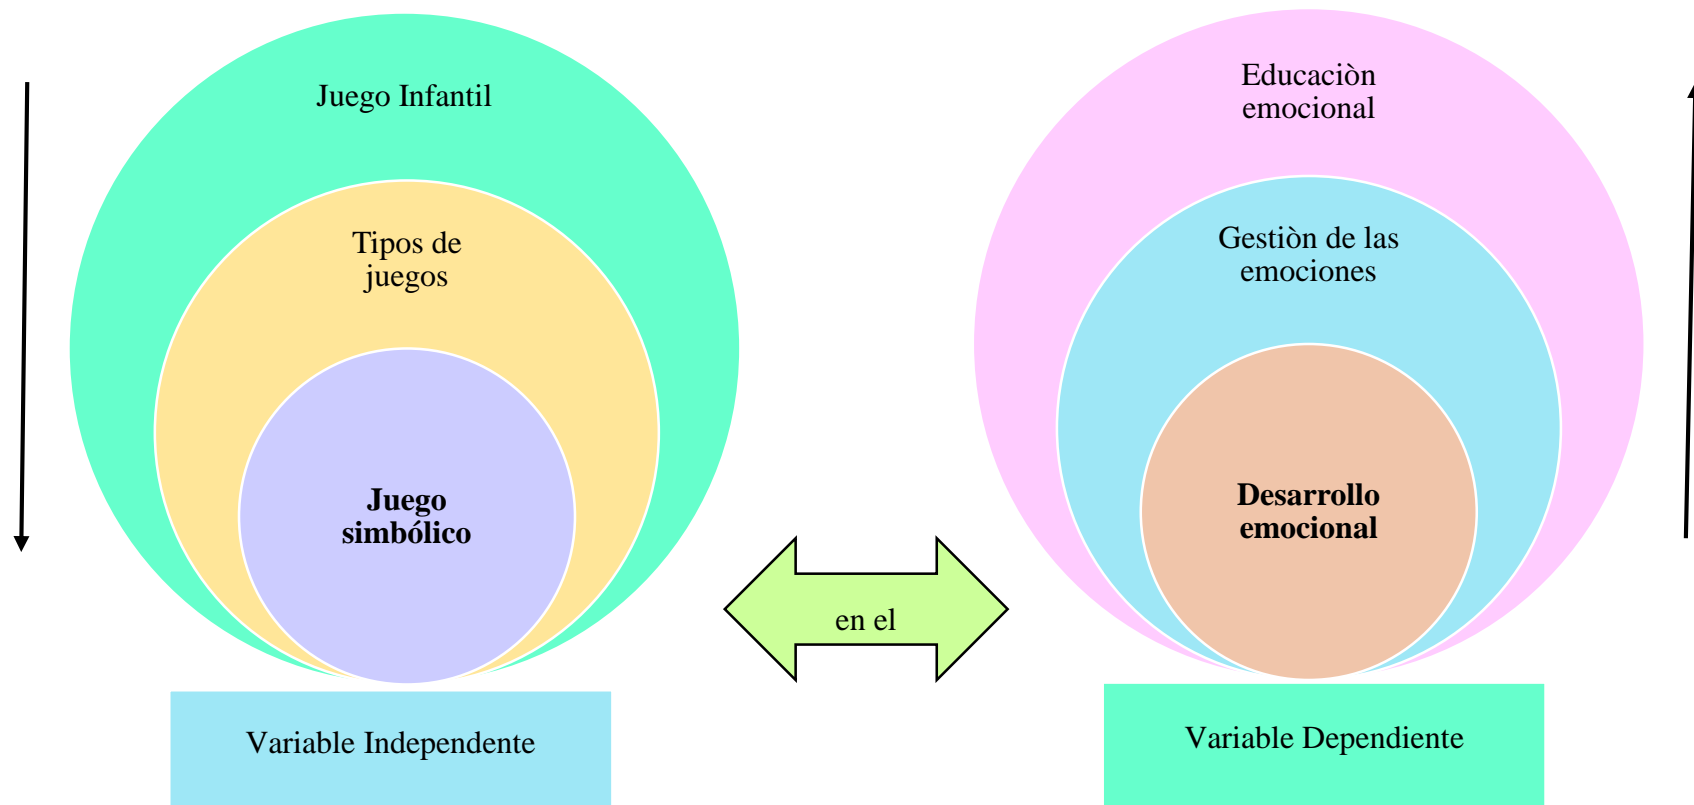 Juego Infantil
Tipos de
juegos
Juego
simbólico
Variable Independente
en el
Educaciòn
emocional
Gestiòn de las
emociones
Desarrollo
emocional
Variable Dependiente